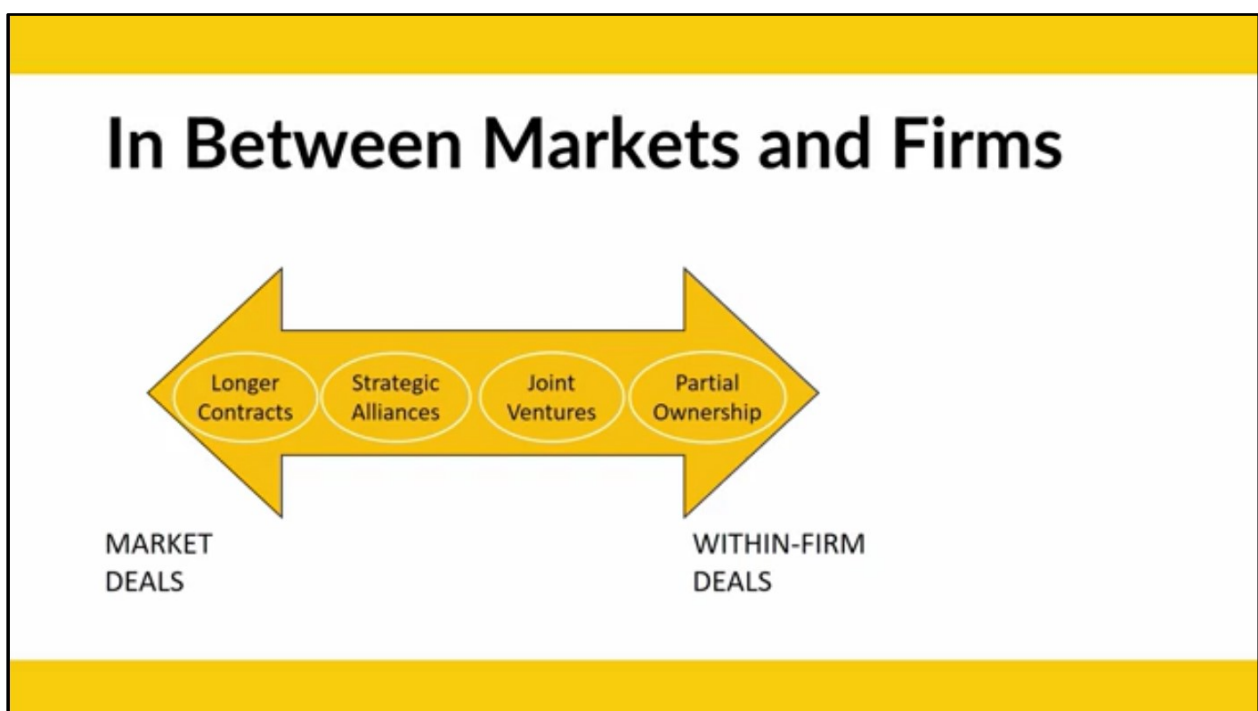 In Between Markets and Firms
Longer
Contracts
Strategic
Alliances
Joint
Ventures
Partial
Ownership
MARKET
DEALS
WITHIN-FIRM
DEALS